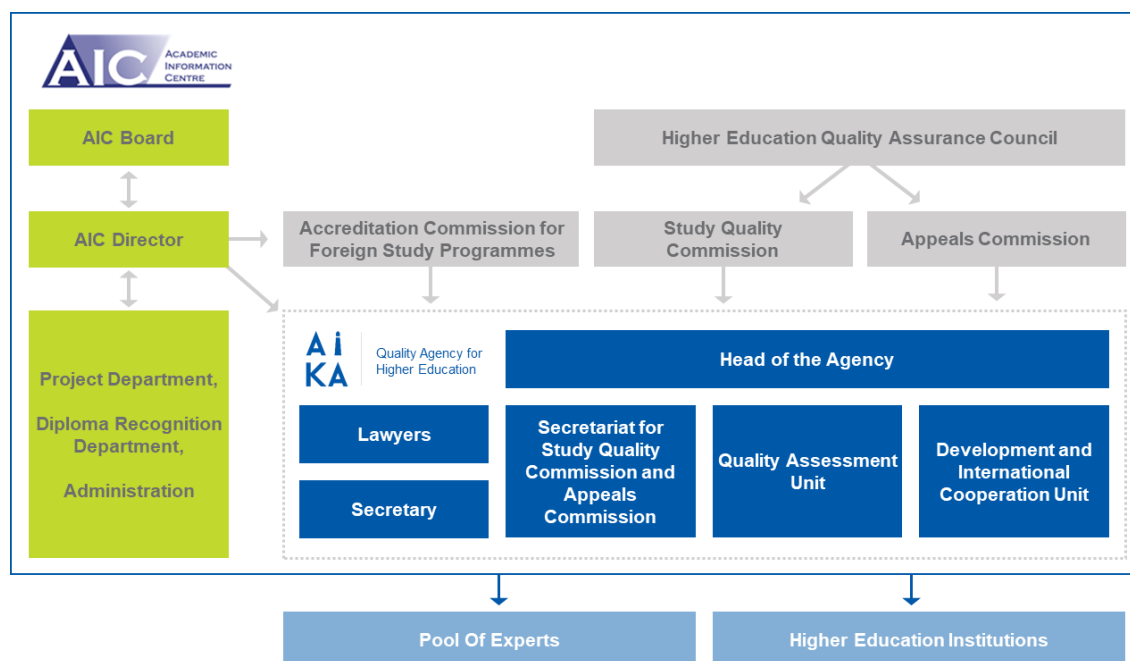 AIC
ACADEMIC
INFORMATION
CENTRE
AIC Board
Higher Education Quality Assurance Council
AIC Director
Accreditation Commission for
Foreign Study Programmes
Study Quality
Commission
Appeals Commission
Project Department,
Diploma Recognition
Department,
Administration
AI
KA
Quality Agency for
Higher Education
Head of the Agency
Lawyers
Secretary
Secretariat for
Study Quality
Commission and
Appeals
Commission
Quality Assessment
Unit
Development and
International
Cooperation Unit
Pool Of Experts
Higher Education Institutions